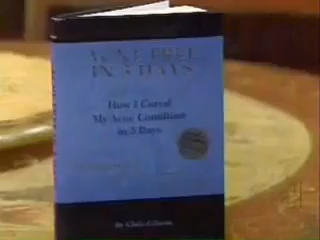 ACNE FREE
IN 3 DAYS
How I Cured
My Acne Condition
in 3 Days
by Chris Gibson